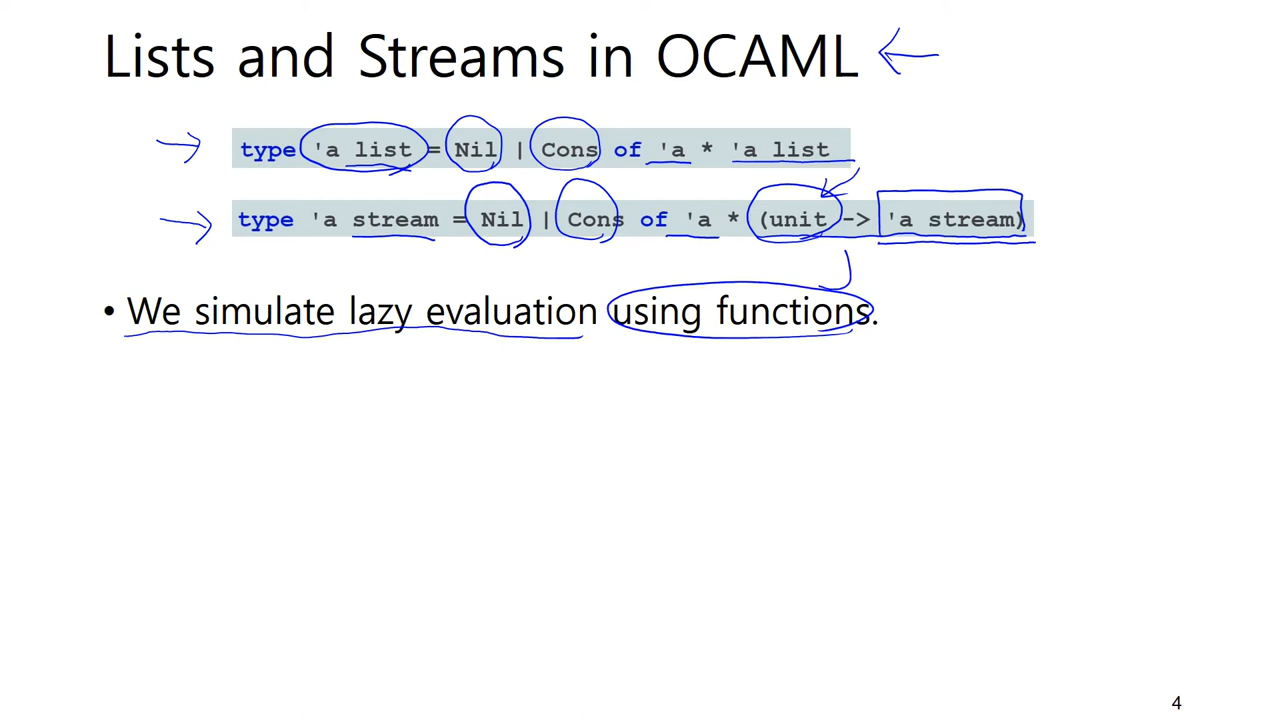 Lists and Streams in OCAML
type 'a list = Nil | Cons of 'a * 'a list
type 'a stream = Nil | Cons of 'a * (unit -> 'a stream)
• We simulate lazy evaluation using functions.
4